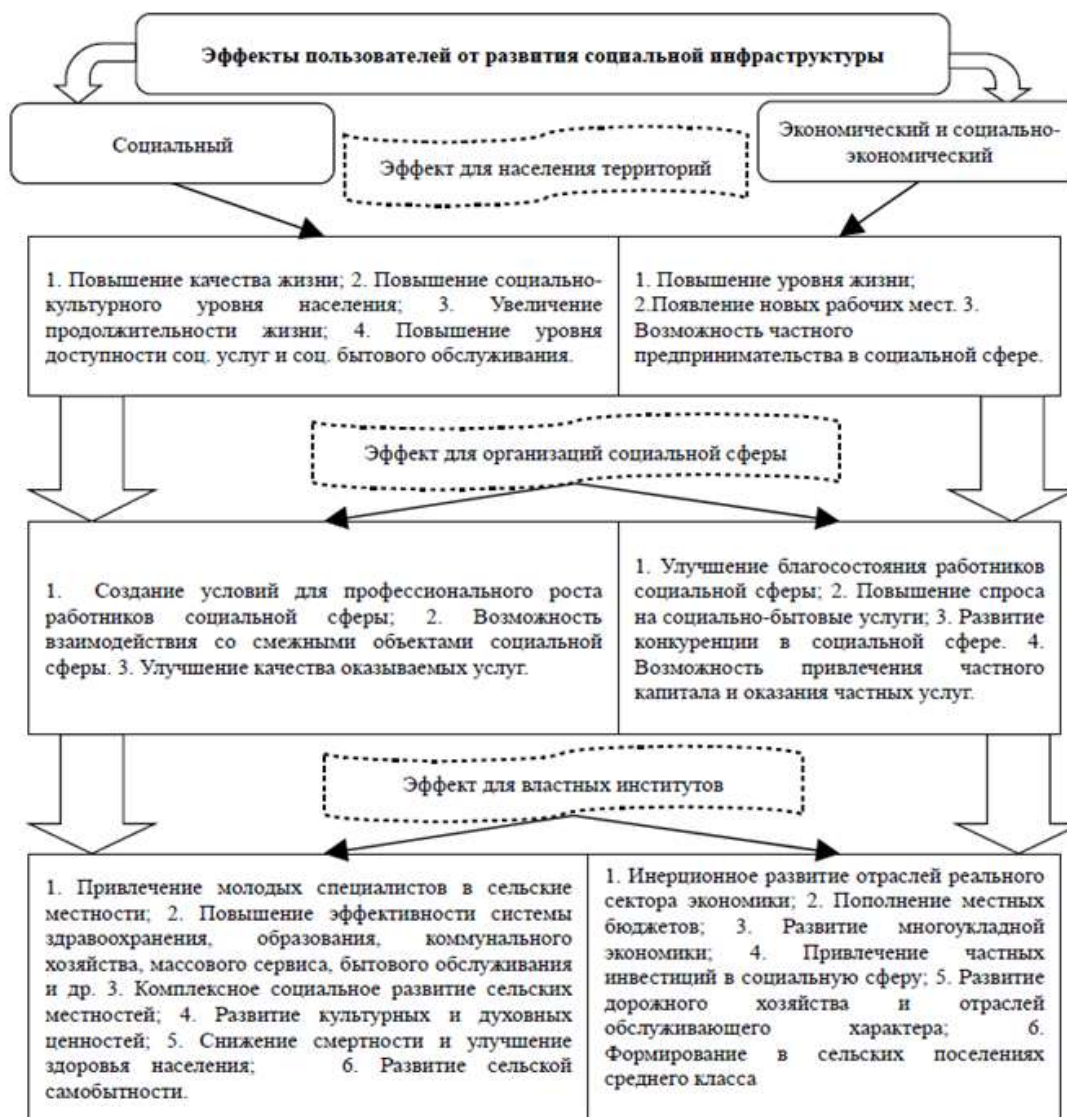 Эффекты пользователей от развития социальной инфраструктуры
Социальный
Экономический и социально-
экономический
Эффект для населения территорий
1. Повышение качества жизни; 2. Повышение социально-
культурного уровня населения; 3. Увеличение
продолжительности жизни; 4. Повышение уровня
доступности соц. услуг и соц. бытового обслуживания.
1. Повышение уровня жизни;
2.Появление новых рабочих мест. 3.
Возможность частного
предпринимательства в социальной сфере.
Эффект для организаций социальной сферы
1. Создание условий для профессионального роста
работников социальной сферы; 2. Возможность
взаимодействия со смежными объектами социальной
сферы. 3. Улучшение качества оказываемых услуг.
1. Улучшение благосостояния работников
социальной сферы; 2. Повышение спроса
на социально-бытовые услуги; 3. Развитие
конкуренции в социальной сфере. 4.
Возможность привлечения частного
капитала и оказания частных услуг.
Эффект для властных институтов
1. Привлечение молодых специалистов в сельские
местности; 2. Повышение эффективности системы
здравоохранения, образования, коммунального
хозяйства, массового сервиса, бытового обслуживания
и др. 3. Комплексное социальное развитие сельских
местностей; 4. Развитие культурных и духовных
ценностей; 5. Снижение смертности и улучшение
здоровья населения; 6. Развитие сельской
самобытности.
1. Инерционное развитие отраслей реального
сектора экономики; 2. Пополнение местных
бюджетов; 3. Развитие многоукладной
экономики; 4. Привлечение частных
инвестиций в социальную сферу; 5. Развитие
дорожного хозяйства и отраслей
обслуживающего характера; 6.
Формирование в сельских поселениях
среднего класса